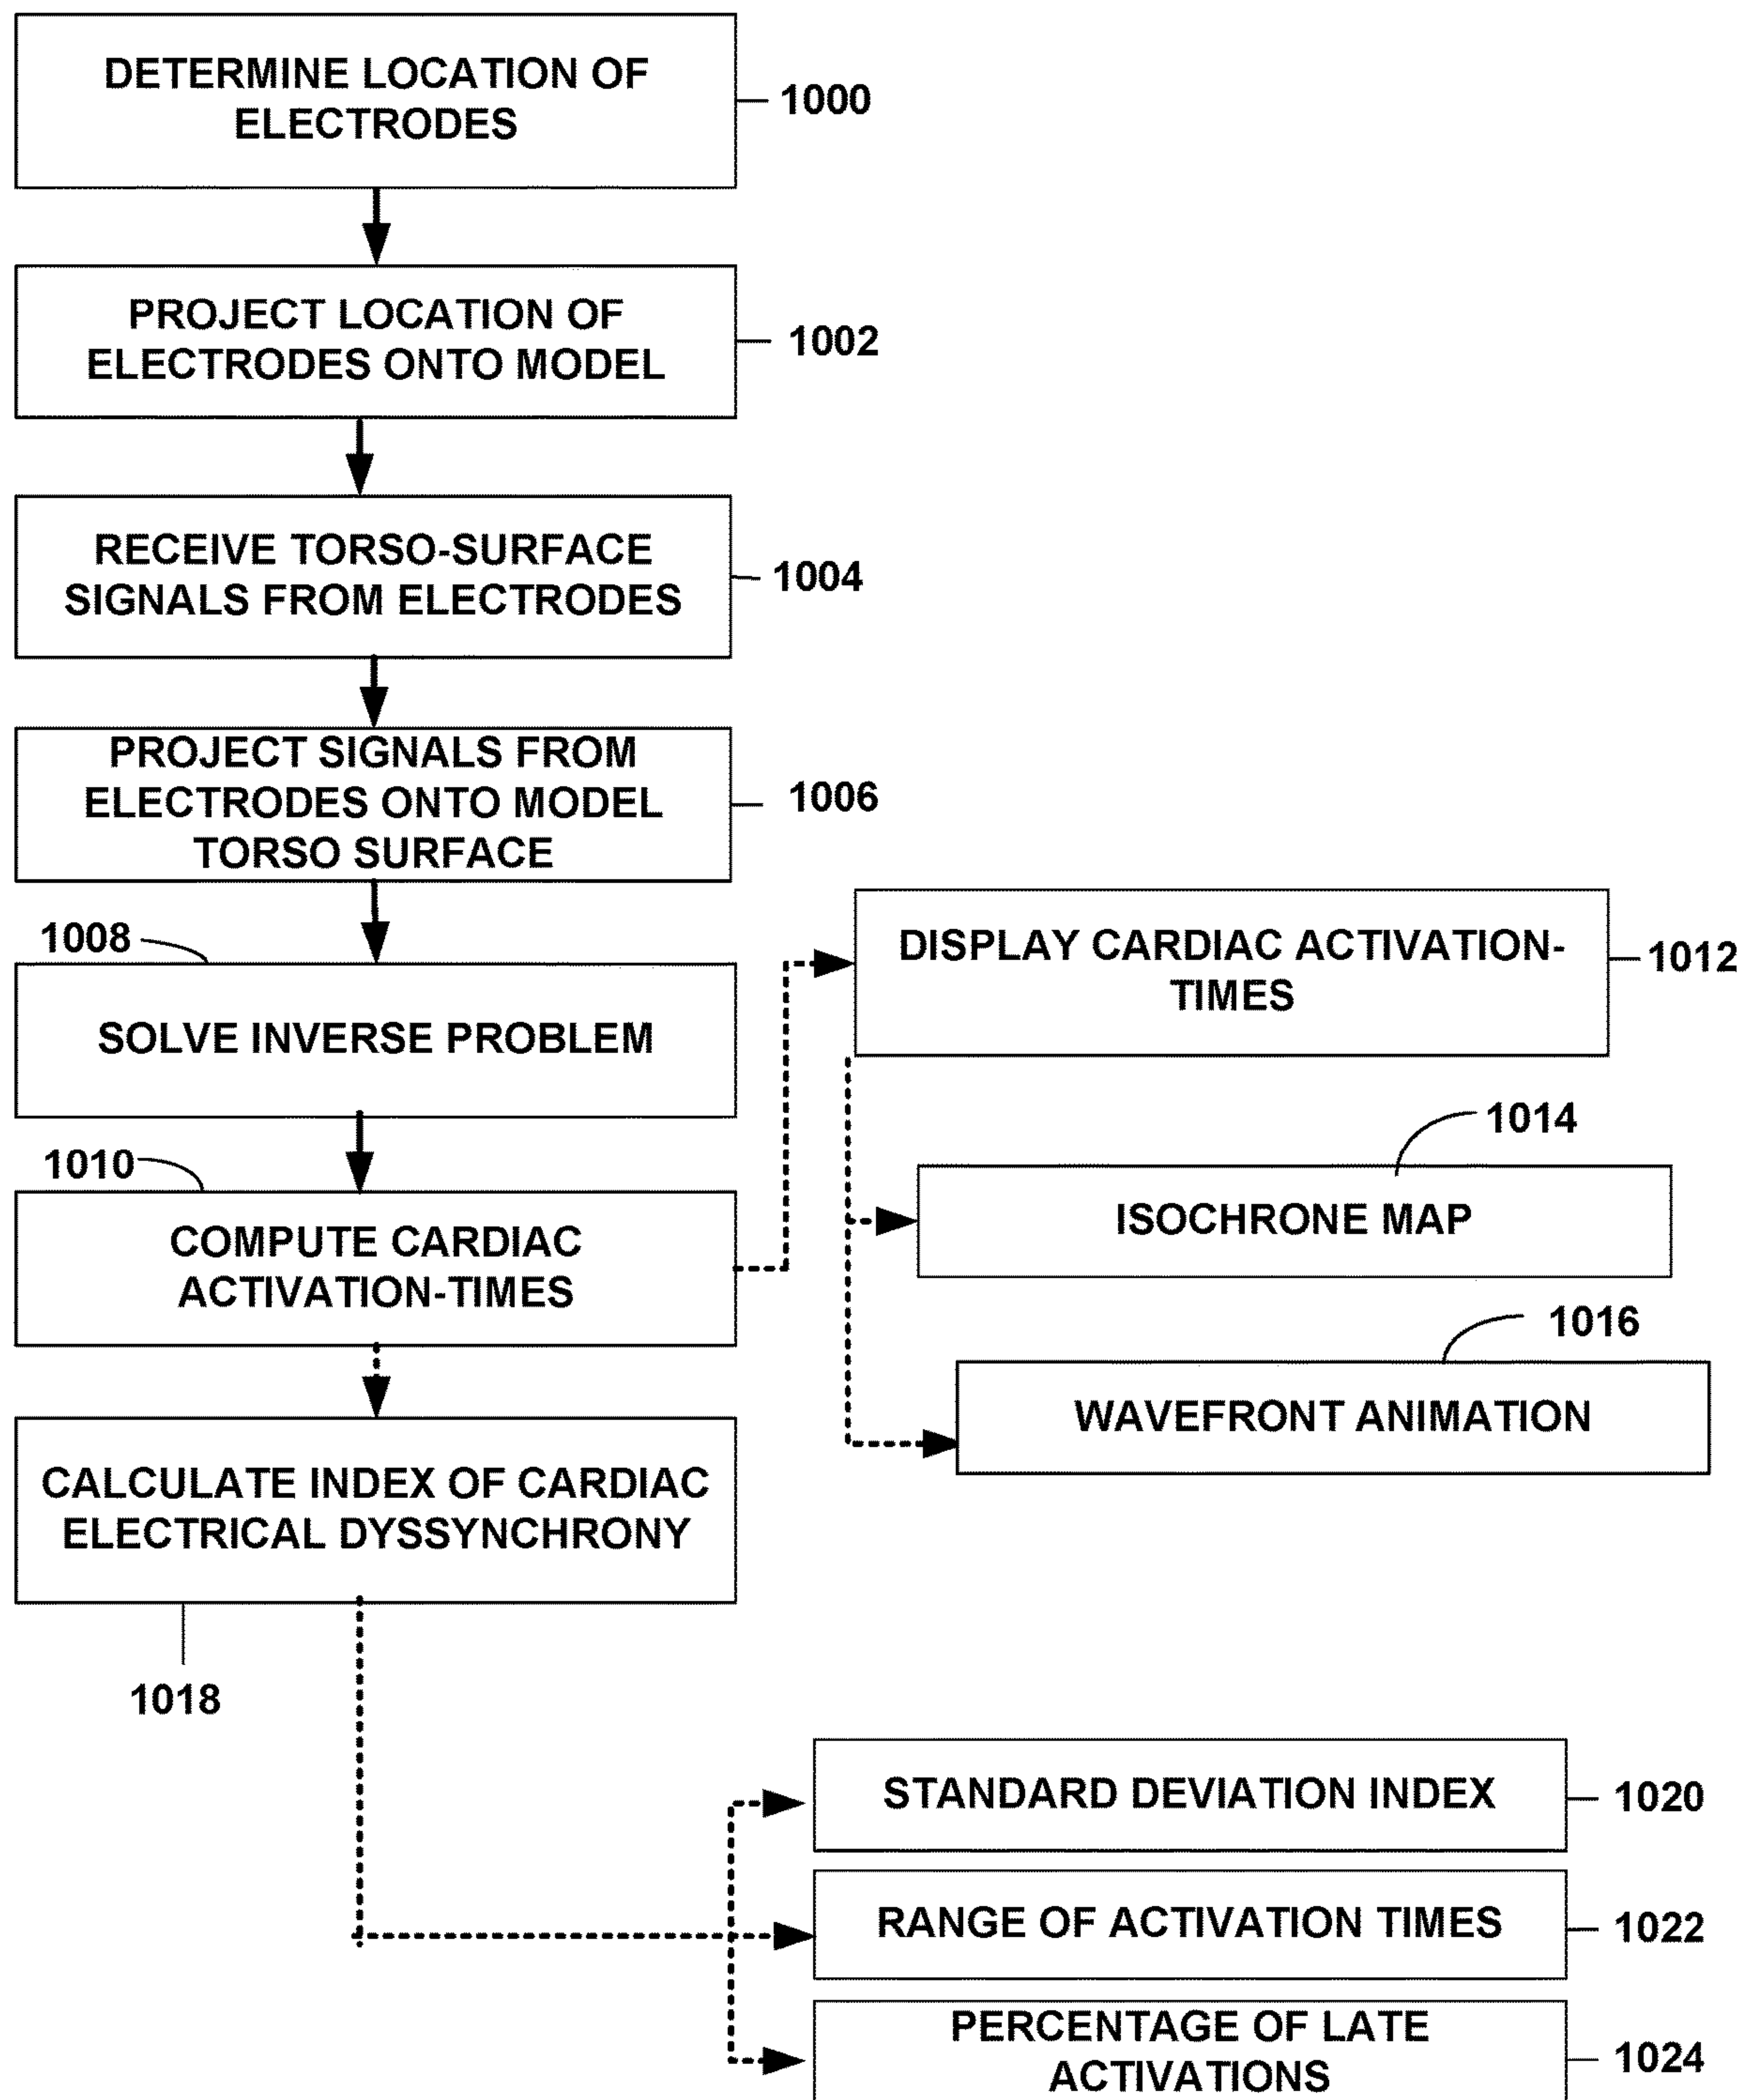 DETERMINE LOCATION OF
ELECTRODES
1000
PROJECT LOCATION OF
ELECTRODES ONTO MODEL
1002
RECEIVE TORSO-SURFACE
SIGNALS FROM ELECTRODES
1004
PROJECT SIGNALS FROM
ELECTRODES ONTO MODEL
TORSO SURFACE
1006
1008
SOLVE INVERSE PROBLEM
1010
COMPUTE CARDIAC
ACTIVATION-TIMES
DISPLAY CARDIAC ACTIVATION-
TIMES
1012
1014
ISOCHRONE MAP
1016
WAVEFRONT ANIMATION
CALCULATE INDEX OF CARDIAC
ELECTRICAL DYSSYNCHRONY
1018
STANDARD DEVIATION INDEX
1020
RANGE OF ACTIVATION TIMES
1022
PERCENTAGE OF LATE
ACTIVATIONS
1024